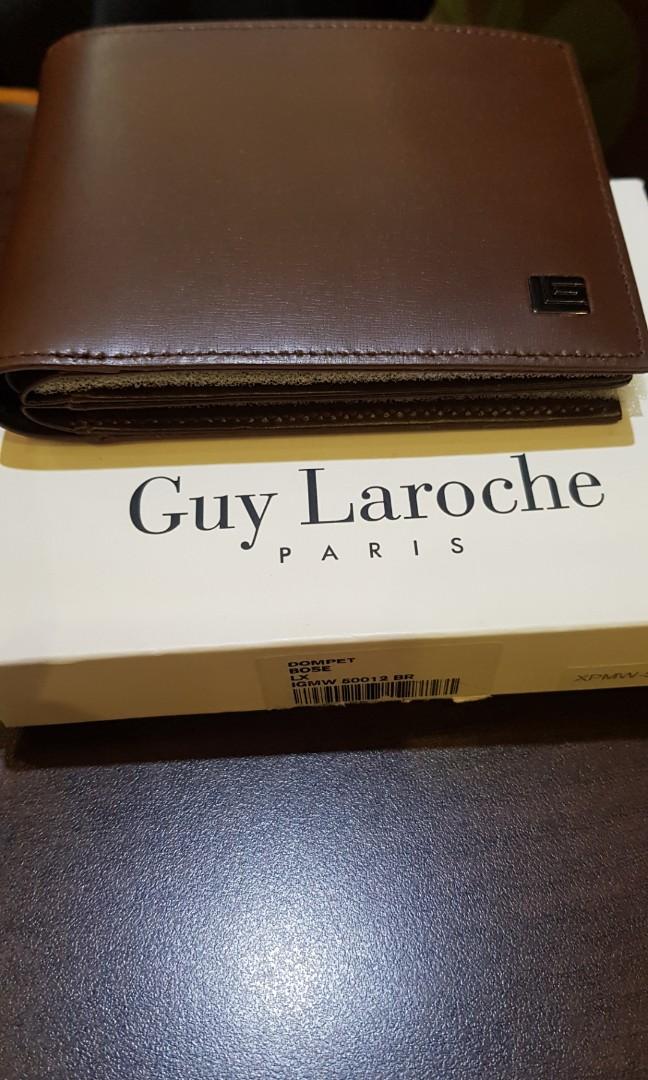 Guy Laroche
PARIS
DOMPET
BOSE
LX
IGMW 50012 BR